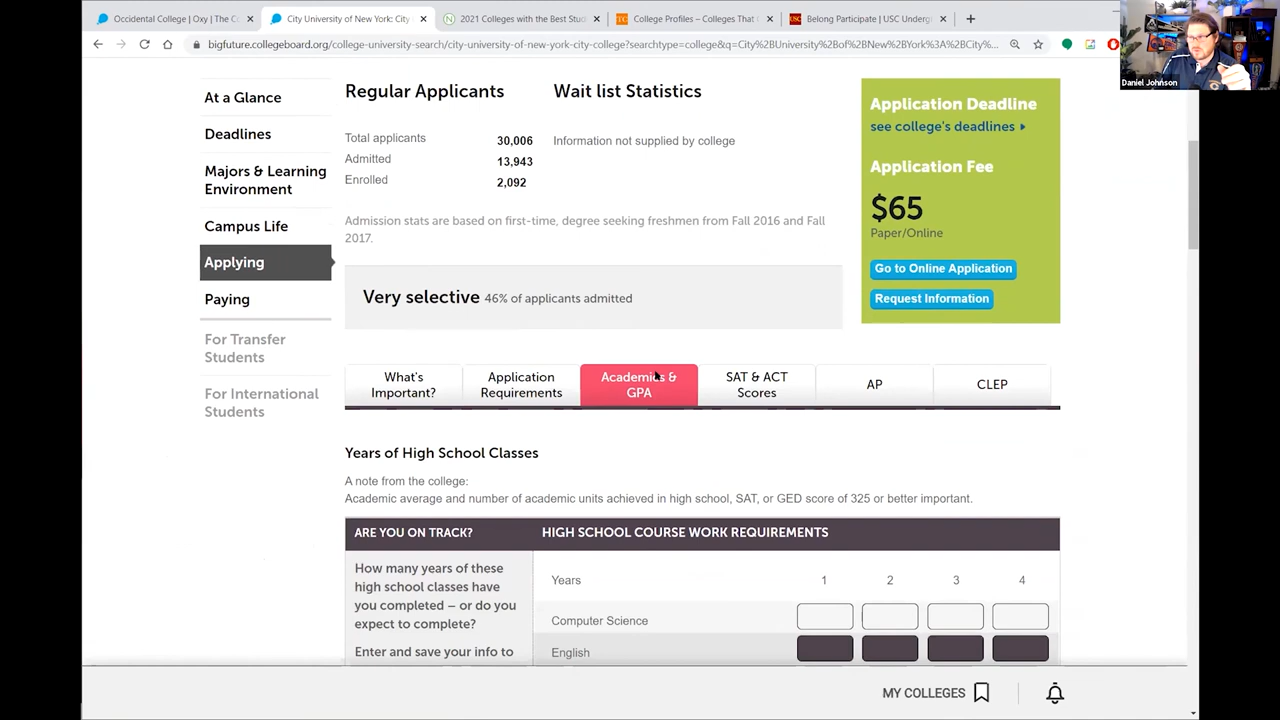 Occidental College | Oxy | The Co
City University of New York: City
2021 Colleges with the Best Stud
College Profiles – Colleges That
Belong Participate | USC Underg
bigfuture.collegeboard.org/college-university-search/city-university-of-new-york-city-college?searchtype=college&q=City%2BUniversity%2Bof%2BNew%2BYork%3A%2BCity%...
Daniel Johnson
At a Glance
Deadlines
Majors & Learning
Environment
Campus Life
Applying
Paying
For Transfer
Students
For International
Students
Regular Applicants
Total applicants 30,006
Admitted 13,943
Enrolled 2,092
Wait list Statistics
Information not supplied by college
Admission stats are based on first-time, degree seeking freshmen from Fall 2016 and Fall
2017.
Very selective 46% of applicants admitted
Application Deadline
see college's deadlines
Application Fee
$65
Paper/Online
Go to Online Application
Request Information
What's
Important?
Application
Requirements
Academics &
GPA
SAT & ACT
Scores
AP
CLEP
Years of High School Classes
A note from the college:
Academic average and number of academic units achieved in high school, SAT, or GED score of 325 or better important.
ARE YOU ON TRACK?
HIGH SCHOOL COURSE WORK REQUIREMENTS
How many years of these
high school classes have
you completed – or do you
expect to complete?
Enter and save your info to
Years 1 2 3 4
Computer Science
English
MY COLLEGES